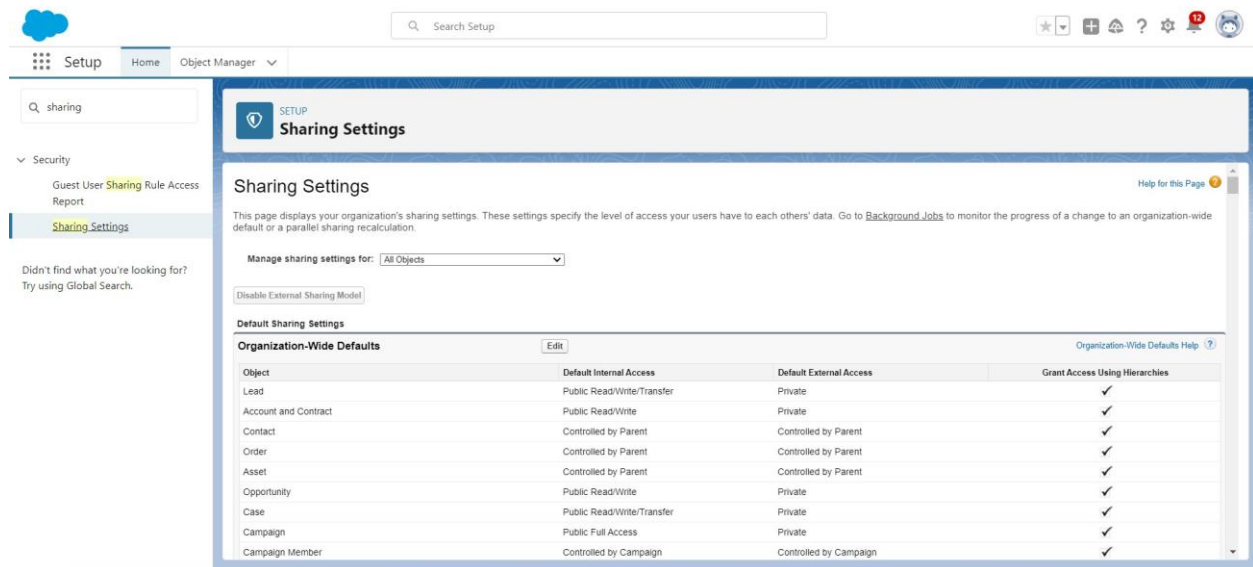 Search Setup
12
Setup
Home
Object Manager
sharing
Security
Guest User Sharing Rule Access
Report
Sharing Settings
Didn't find what you're looking for?
Try using Global Search.
SETUP
Sharing Settings
Sharing Settings
Help for this Page ?
This page displays your organization's sharing settings. These settings specify the level of access your users have to each others' data. Go to Background Jobs to monitor the progress of a change to an organization-wide
default or a parallel sharing recalculation.
Manage sharing settings for: All Objects
Disable External Sharing Model
Default Sharing Settings
Organization-Wide Defaults Edit Organization-Wide Defaults Help ?
Object Default Internal Access Default External Access Grant Access Using Hierarchies
Lead Public Read/Write/Transfer Private ✓
Account and Contract Public Read/Write Private ✓
Contact Controlled by Parent Controlled by Parent ✓
Order Controlled by Parent Controlled by Parent ✓
Asset Controlled by Parent Controlled by Parent ✓
Opportunity Public Read/Write Private ✓
Case Public Read/Write/Transfer Private ✓
Campaign Public Full Access Private ✓
Campaign Member Controlled by Campaign Controlled by Campaign ✓